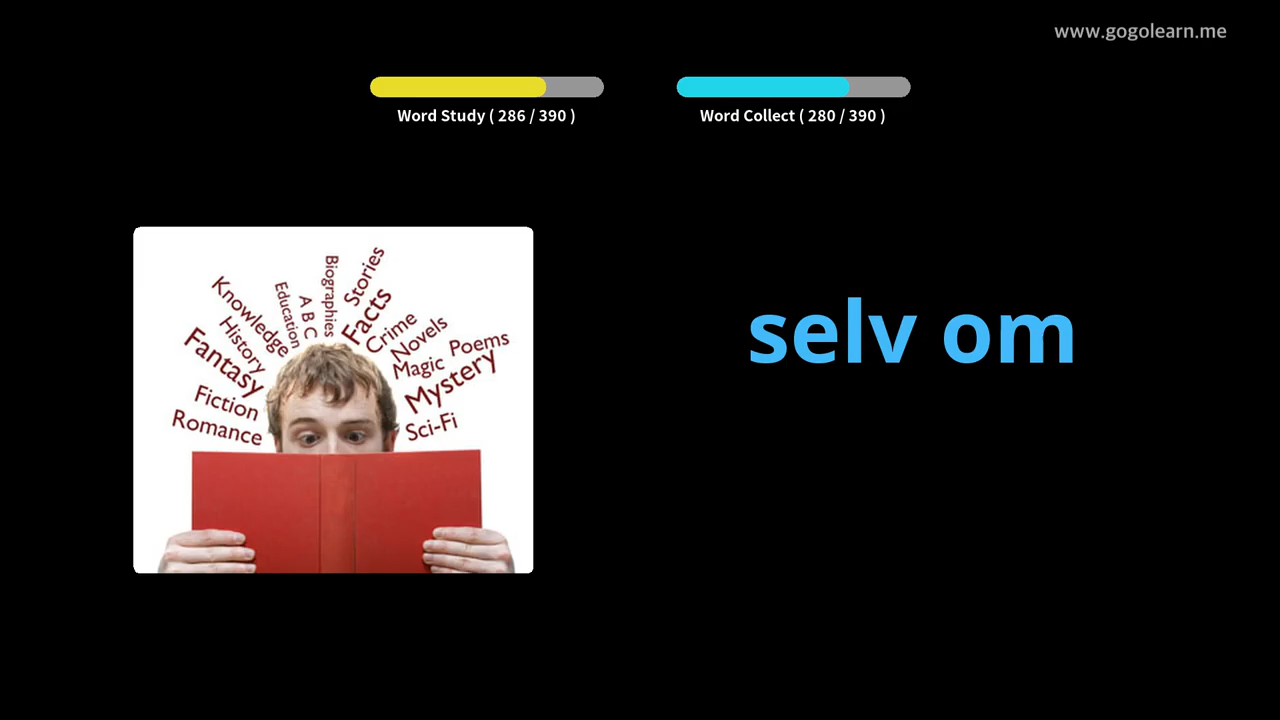 www.gogolearn.me
Word Study ( 286 / 390 )
Word Collect ( 280 / 390 )
Biographies
Stories
Education
A B C
Facts
Knowledge
Crime
History
Novels
Fantasy
Magic
Poems
Mystery
Fiction
Romance
Sci-Fi
selv om